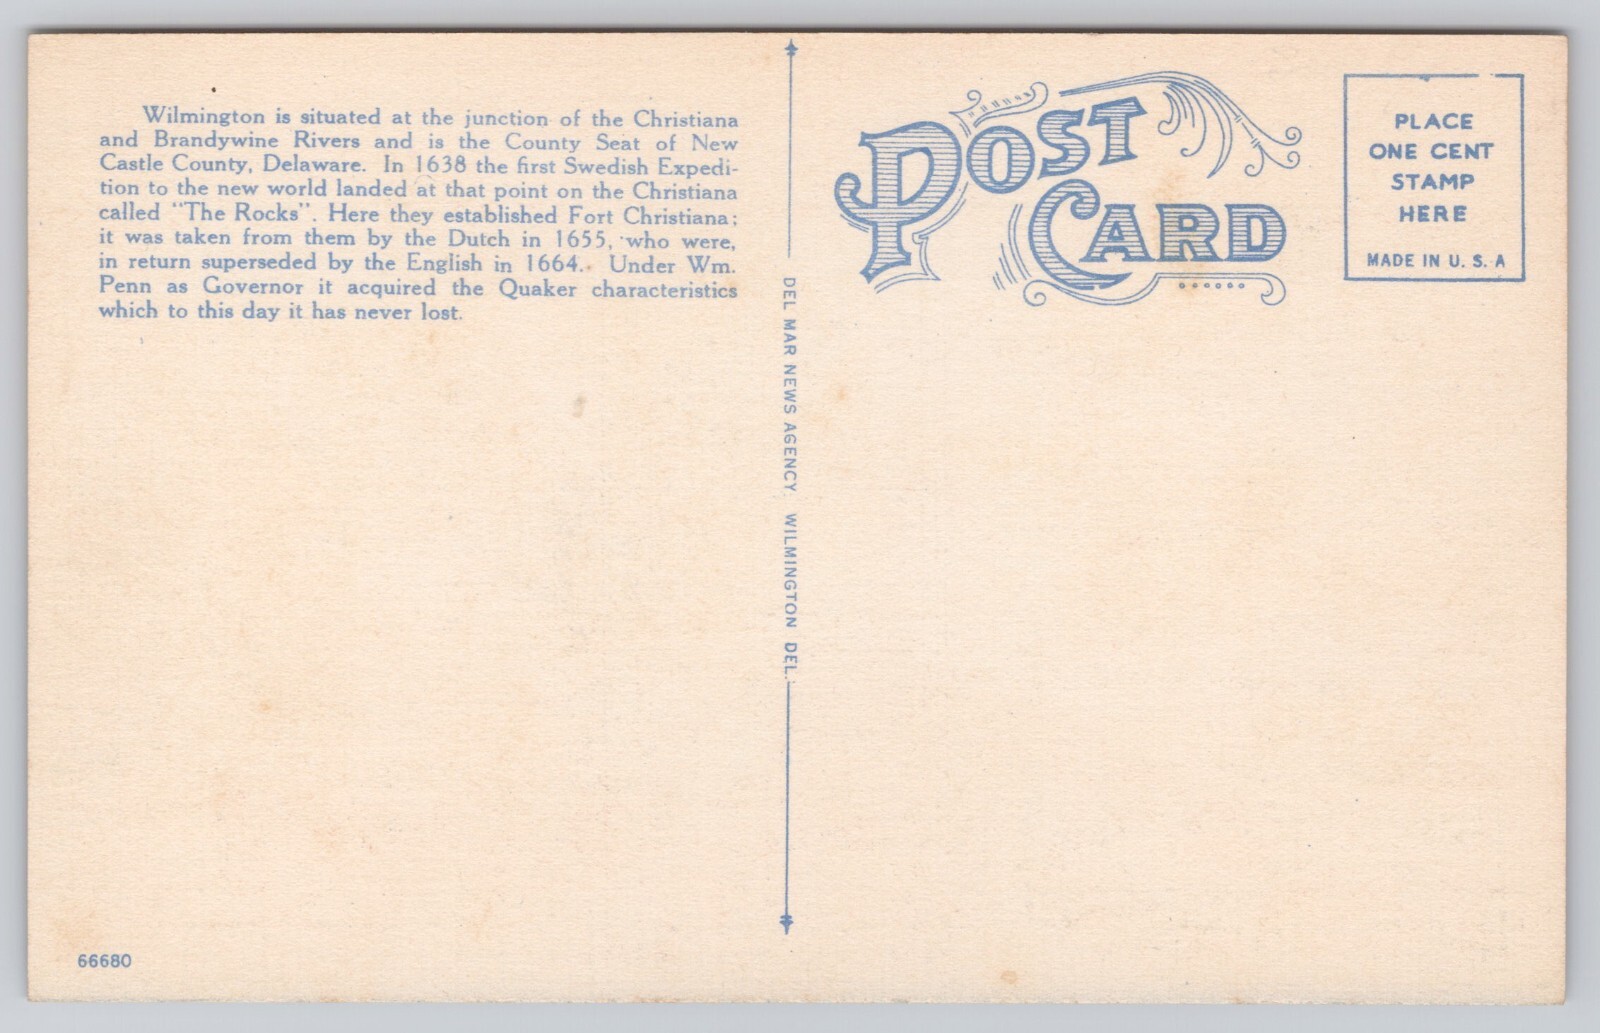 Wilmington is situated at the junction of the Christiana
and Brandywine Rivers and is the County Seat of New
Castle County, Delaware. In 1638 the first Swedish Expedi-
tion to the new world landed at that point on the Christiana
called "The Rocks". Here they established Fort Christiana;
it was taken from them by the Dutch in 1655, who were,
in return superseded by the English in 1664. Under Wm.
Penn as Governor it acquired the Quaker characteristics
which to this day it has never lost.
66680
DEL MAR NEWS AGENCY, WILMINGTON DEL.
POST
CARD
PLACE
ONE CENT
STAMP
HERE
MADE IN U. S. A